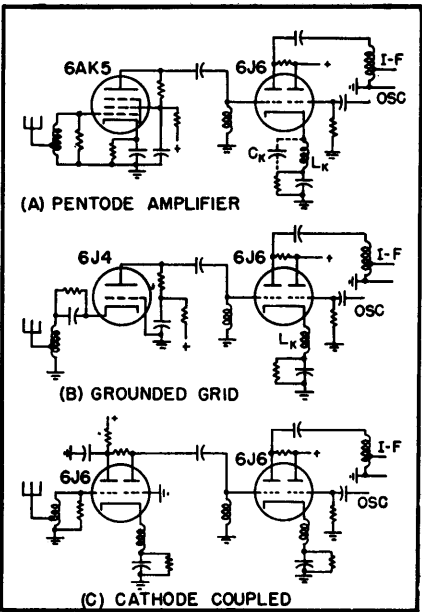 6AK5
6J6
+
I-F
OSC
+
CK
LK
(A) PENTODE AMPLIFIER
6J4
6J6
+
I-F
OSC
+
LK
(B) GROUNDED GRID
+
6J6
6J6
+
I-F
OSC
(C) CATHODE COUPLED